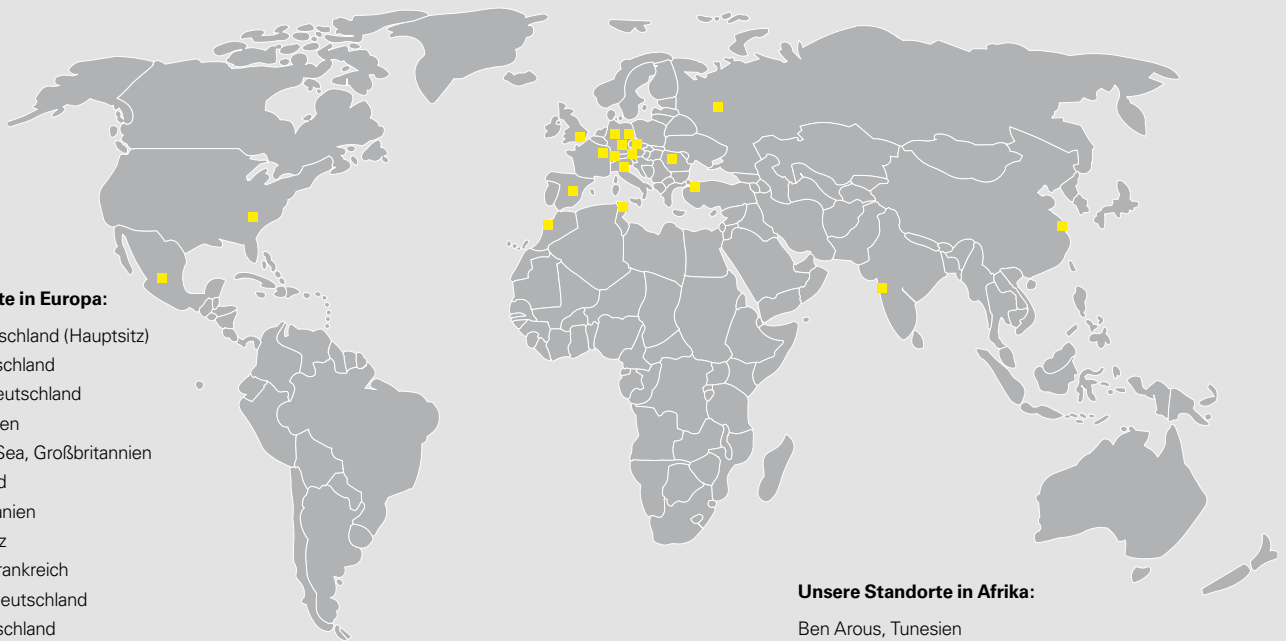 te in Europa:
schland (Hauptsitz)
schland
eutschland
en
Sea, Großbritannien
d
nien
z
rankreich
eutschland
schland
Unsere Standorte in Afrika:
Ben Arous, Tunesien